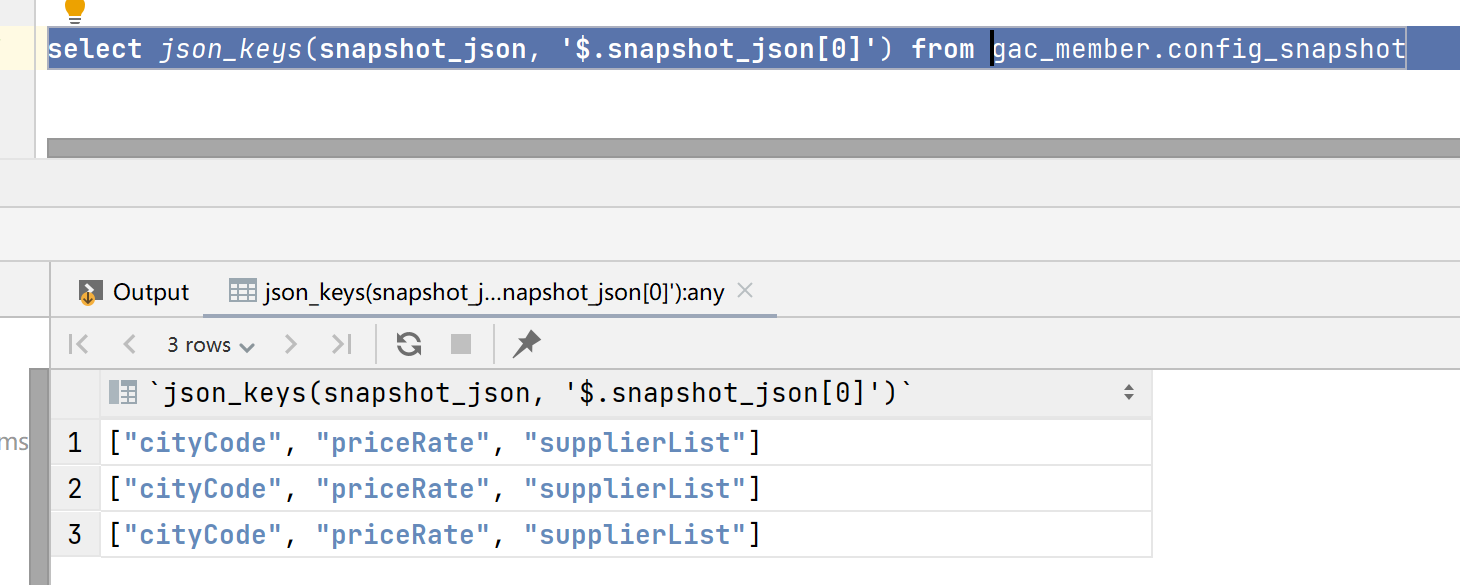 select json_keys(snapshot_json, '$.snapshot_json[0]') from gac_member.config_snapshot
Output
json_keys(snapshot_j...napshot_json[0]'):any
3 rows
`json_keys(snapshot_json, '$.snapshot_json[0]')`
ms
1 ["cityCode", "priceRate", "supplierList"]
2 ["cityCode", "priceRate", "supplierList"]
3 ["cityCode", "priceRate", "supplierList"]